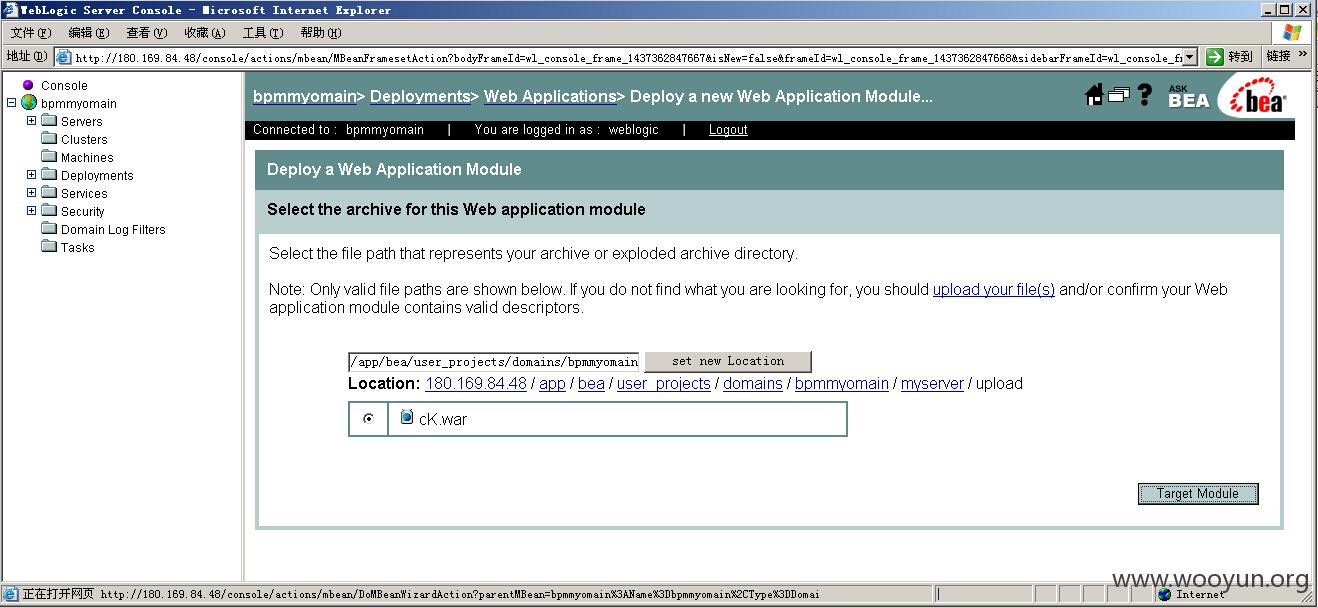 WebLogic Server Console - Microsoft Internet Explorer
文件(F) 编辑(E) 查看(V) 收藏(A) 工具(T) 帮助(H)
地址(D) http://180.169.84.48/console/actions/mbean/MBeanFramesetAction?bodyFrameId=wl_console_frame_1437362847667&isNew=false&frameId=wl_console_frame_1437362847668&sidebarFrameId=wl_console_fr 转到 链接 »
Console
bpmmyomain
Servers
Clusters
Machines
Deployments
Services
Security
Domain Log Filters
Tasks
bpmmyomain> Deployments> Web Applications> Deploy a new Web Application Module...
? ASK BEA bea
Connected to : bpmmyomain | You are logged in as : weblogic | Logout
Deploy a Web Application Module
Select the archive for this Web application module
Select the file path that represents your archive or exploded archive directory.
Note: Only valid file paths are shown below. If you do not find what you are looking for, you should upload your file(s) and/or confirm your Web
application module contains valid descriptors.
/app/bea/user_projects/domains/bpmmyomain set new Location
Location: 180.169.84.48 / app / bea / user_projects / domains / bpmmyomain / myserver / upload
cK.war
Target Module
www.wooyun.org
正在打开网页 http://180.169.84.48/console/actions/mbean/DoMBeanWizardAction?parentMBean=bpmmyomain%3AName%3Dbpmmyomain%2CType%3DDomai Internet